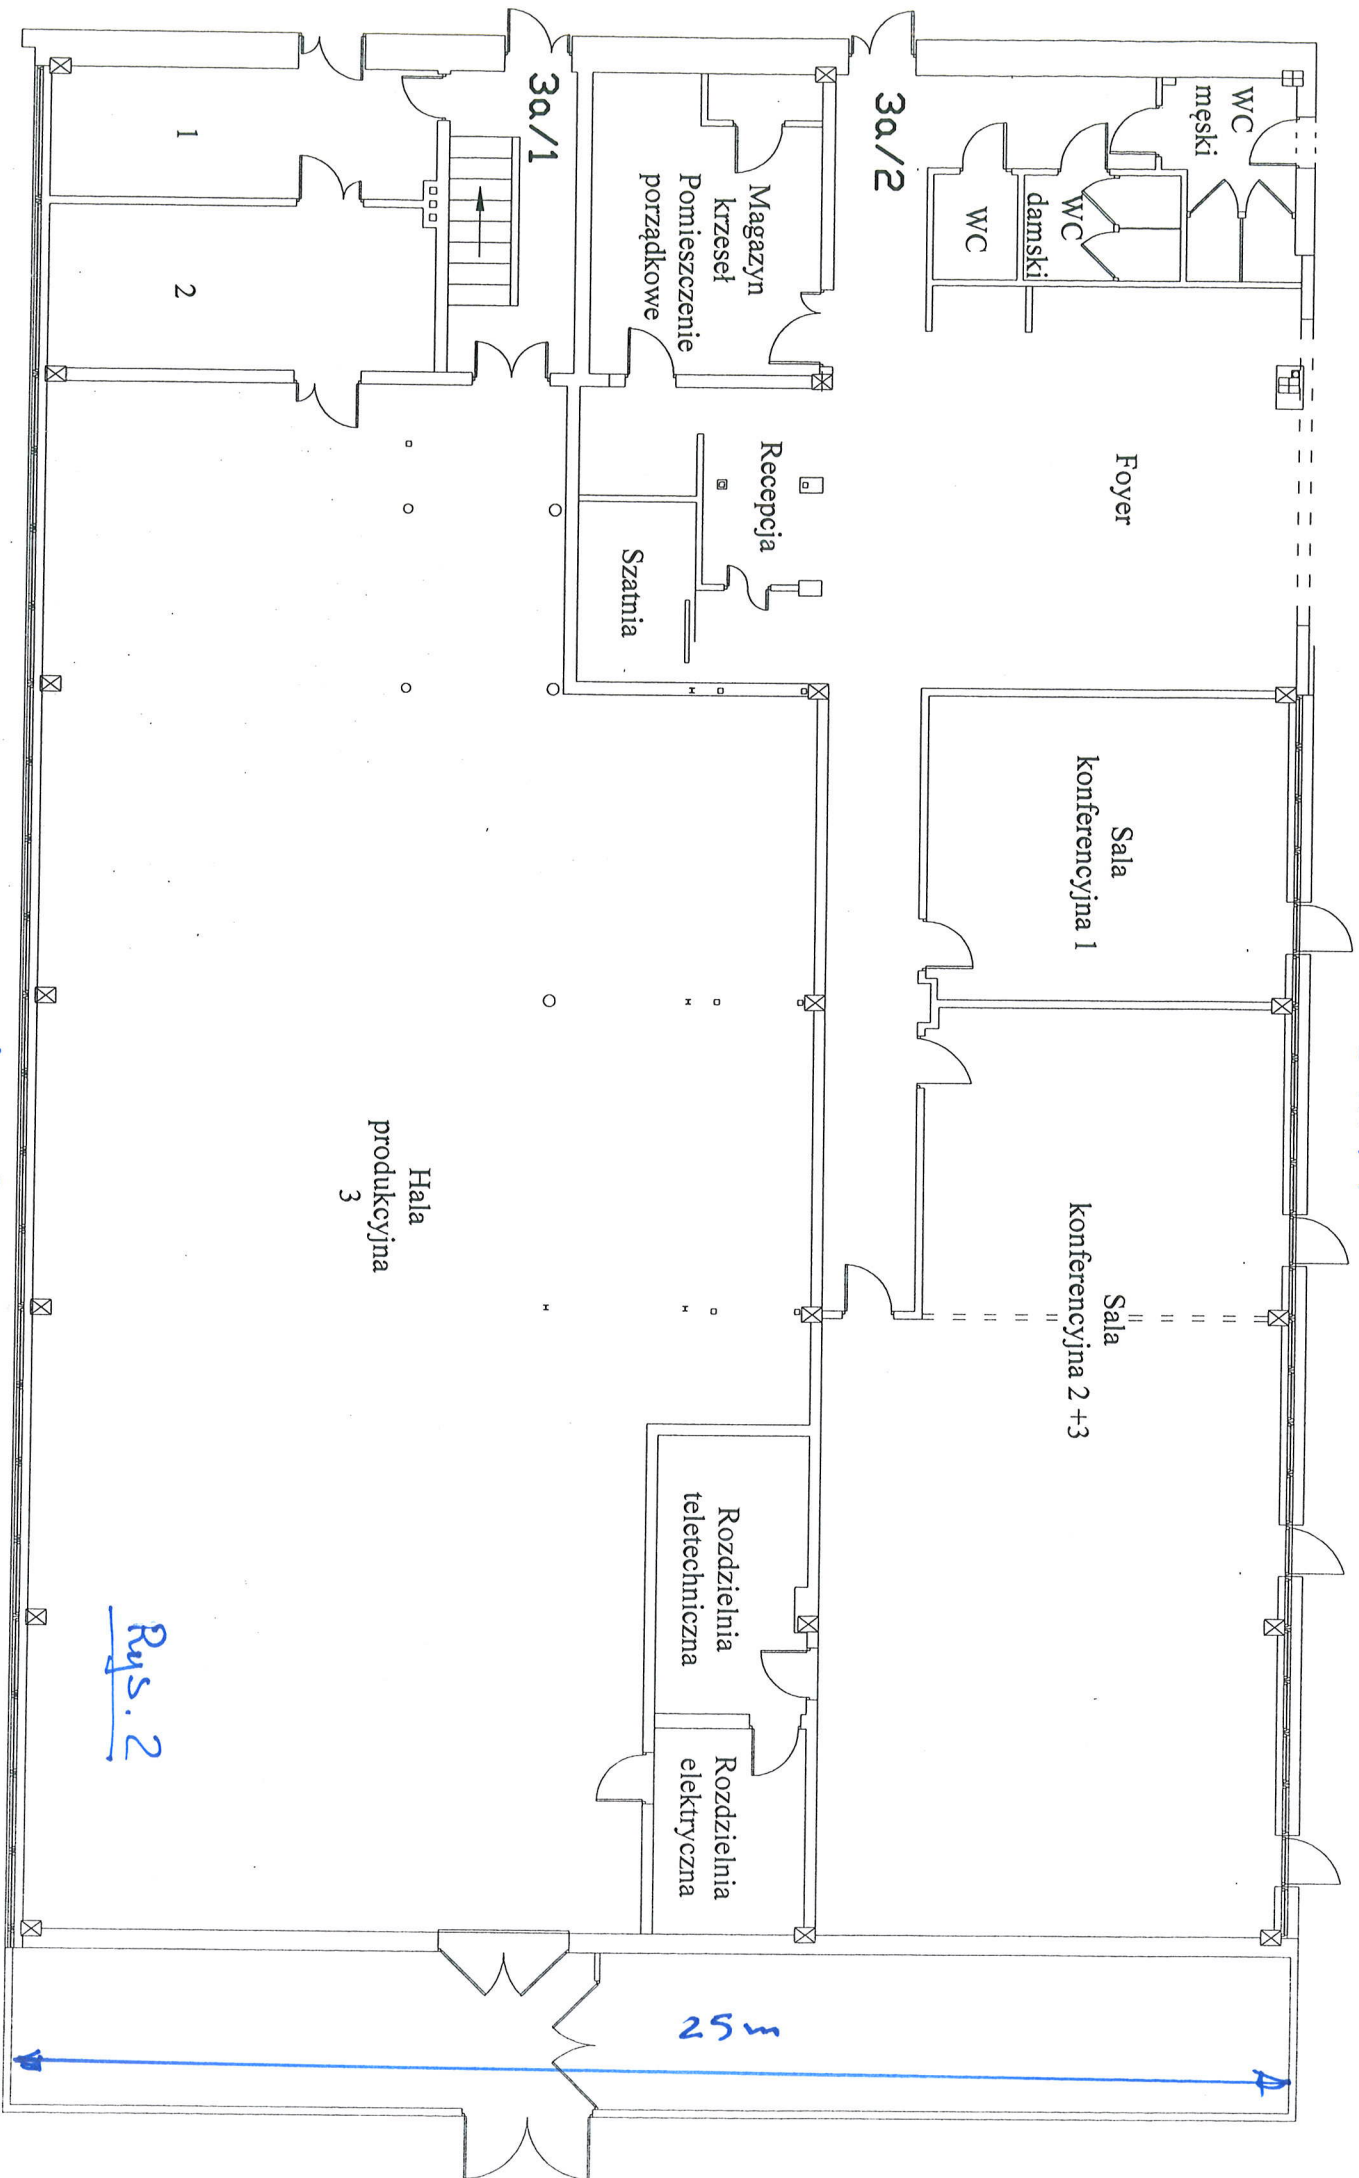 WC
męski
WC
damski
WC
3a/2
Foyer
Sala
konferencyjna 1
Sala
konferencyjna 2 +3
Magazyn
krzeseł
Pomieszczenie
porządkowe
Recepcja
Szatnia
3a/1
1
2
Hala
produkcyjna
3
Rozdzielnia
teletechniczna
Rozdzielnia
elektryczna
Rys. 2
25m